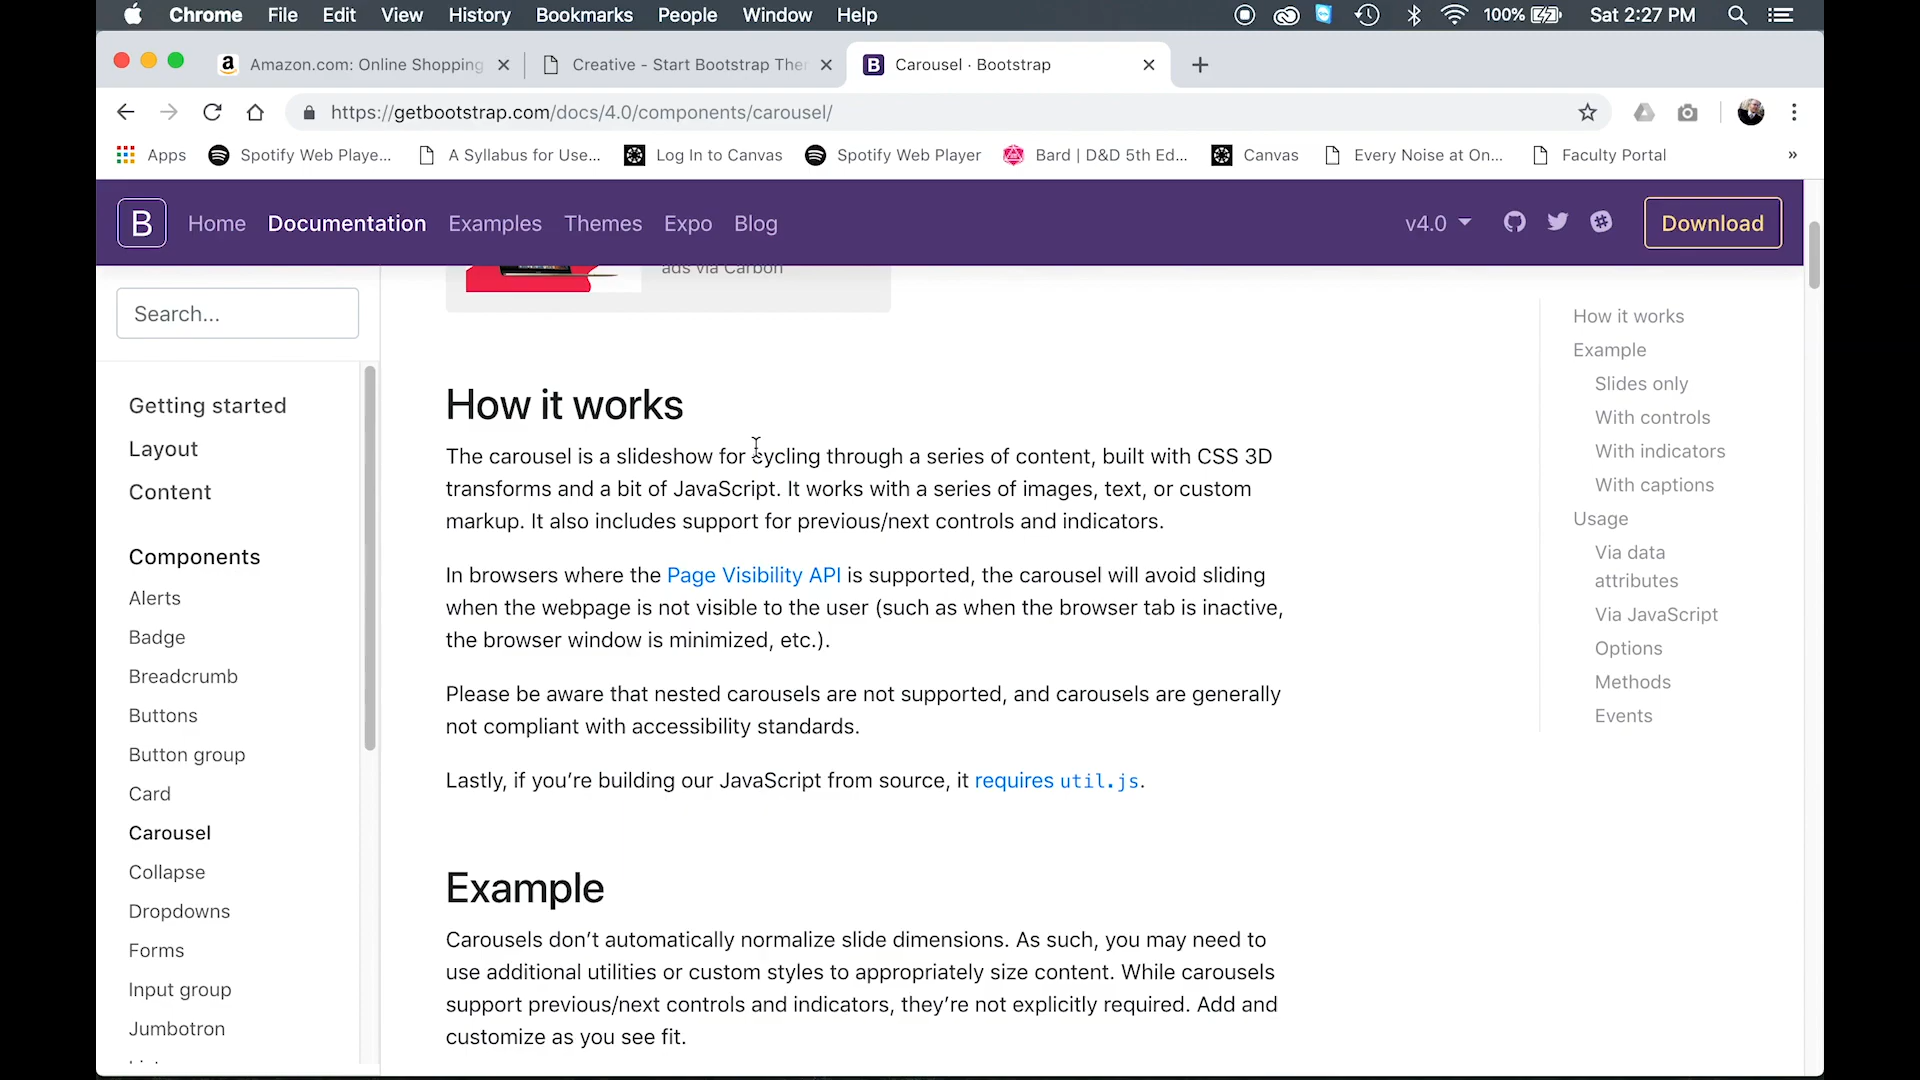 Chrome File Edit View History Bookmarks People Window Help 100% Sat 2:27 PM
Amazon.com: Online Shopping
Creative - Start Bootstrap The
Carousel · Bootstrap
https://getbootstrap.com/docs/4.0/components/carousel/
Apps Spotify Web Playe... A Syllabus for Use... Log In to Canvas Spotify Web Player Bard | D&D 5th Ed... Canvas Every Noise at On... Faculty Portal »
B Home Documentation Examples Themes Expo Blog v4.0 Download
Search...
Getting started
Layout
Content
Components
Alerts
Badge
Breadcrumb
Buttons
Button group
Card
Carousel
Collapse
Dropdowns
Forms
Input group
Jumbotron
ads via Carbon
How it works
The carousel is a slideshow for cycling through a series of content, built with CSS 3D
transforms and a bit of JavaScript. It works with a series of images, text, or custom
markup. It also includes support for previous/next controls and indicators.
In browsers where the Page Visibility API is supported, the carousel will avoid sliding
when the webpage is not visible to the user (such as when the browser tab is inactive,
the browser window is minimized, etc.).
Please be aware that nested carousels are not supported, and carousels are generally
not compliant with accessibility standards.
Lastly, if you’re building our JavaScript from source, it requires util.js.
Example
Carousels don’t automatically normalize slide dimensions. As such, you may need to
use additional utilities or custom styles to appropriately size content. While carousels
support previous/next controls and indicators, they’re not explicitly required. Add and
customize as you see fit.
How it works
Example
Slides only
With controls
With indicators
With captions
Usage
Via data
attributes
Via JavaScript
Options
Methods
Events